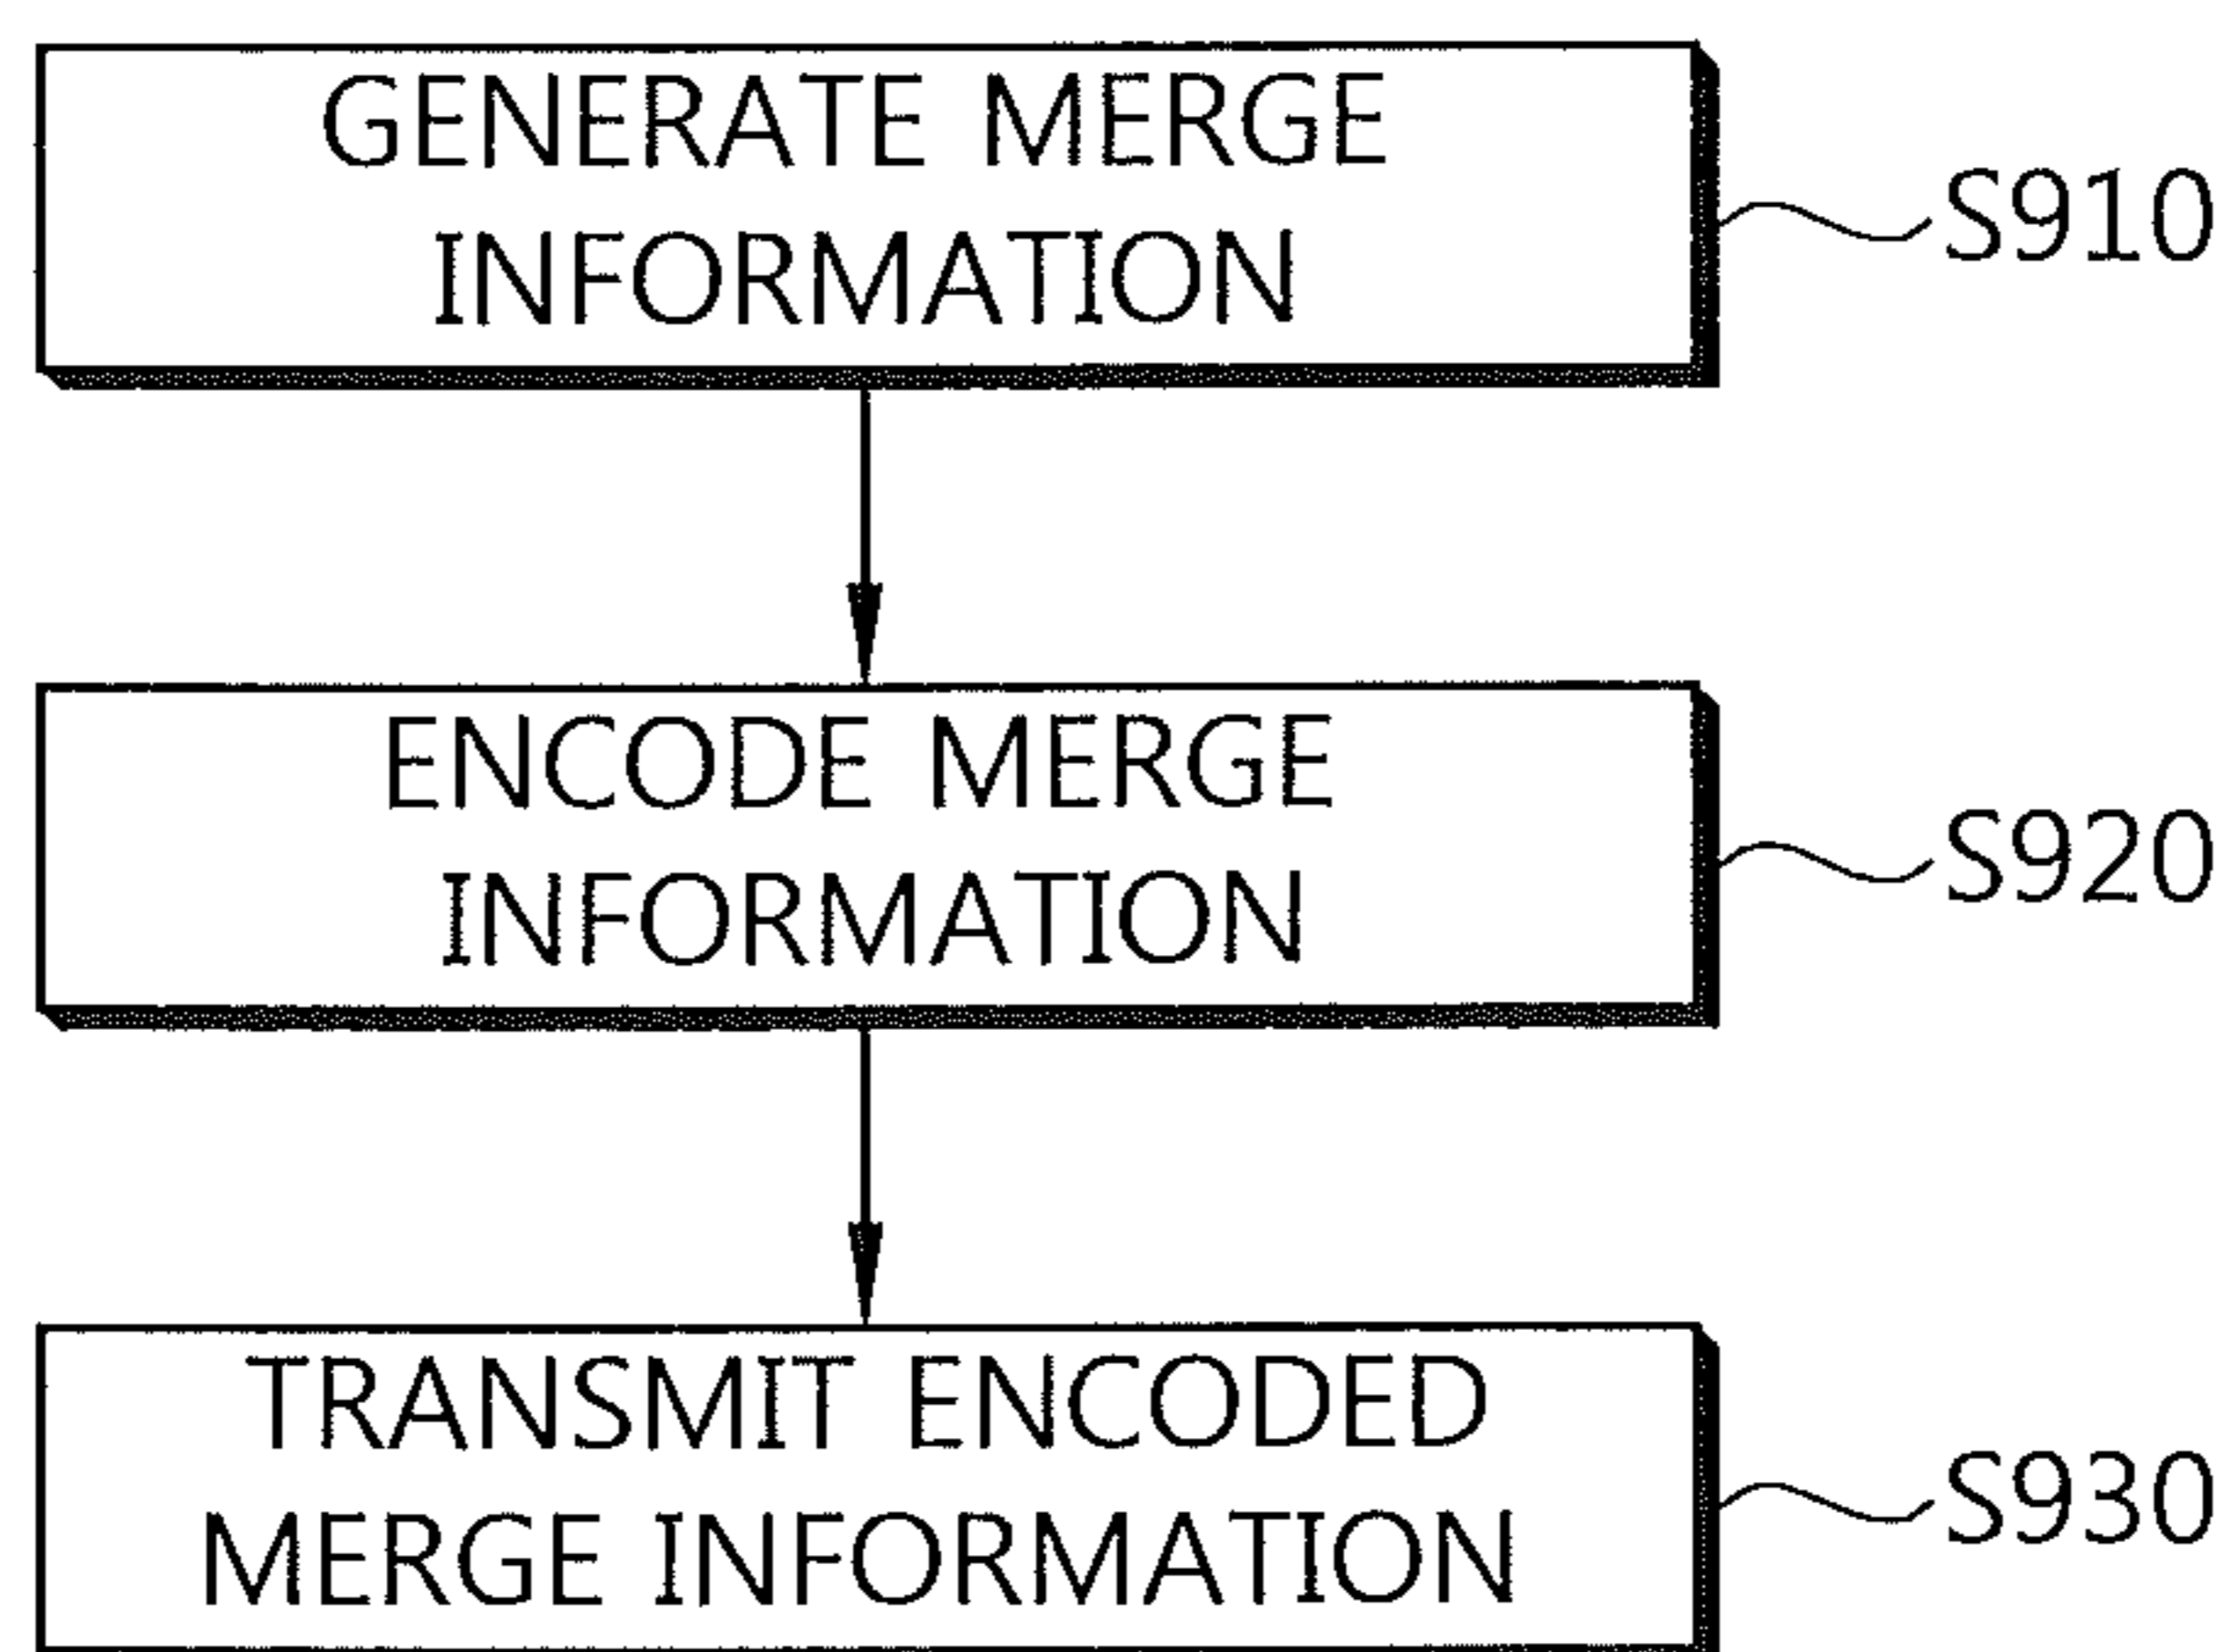 GENERATE MERGE
INFORMATION
S910
ENCODE MERGE
INFORMATION
S920
TRANSMIT ENCODED
MERGE INFORMATION
S930